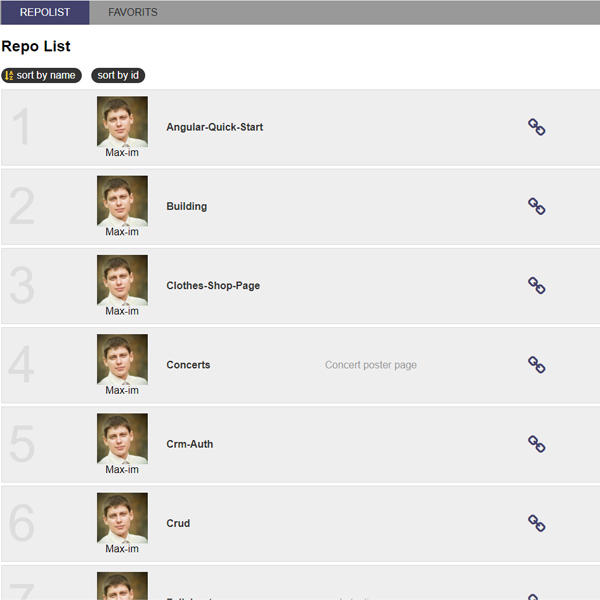 REPOLIST FAVORITS
Repo List
sort by name sort by id
1 Angular-Quick-Start
Max-im
2 Building
Max-im
3 Clothes-Shop-Page
Max-im
4 Concerts Concert poster page
Max-im
5 Crm-Auth
Max-im
6 Crud
Max-im
7